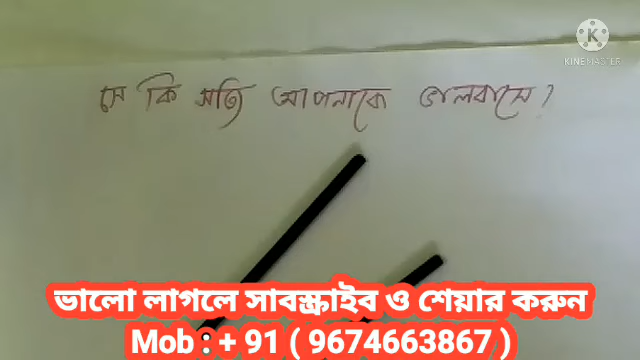 KINEMASTER
সে কি সত্যি আপনাকে ভালবাসে?
ভালো লাগলে সাবস্ক্রাইব ও শেয়ার করুন
Mob : + 91 ( 9674663867 )